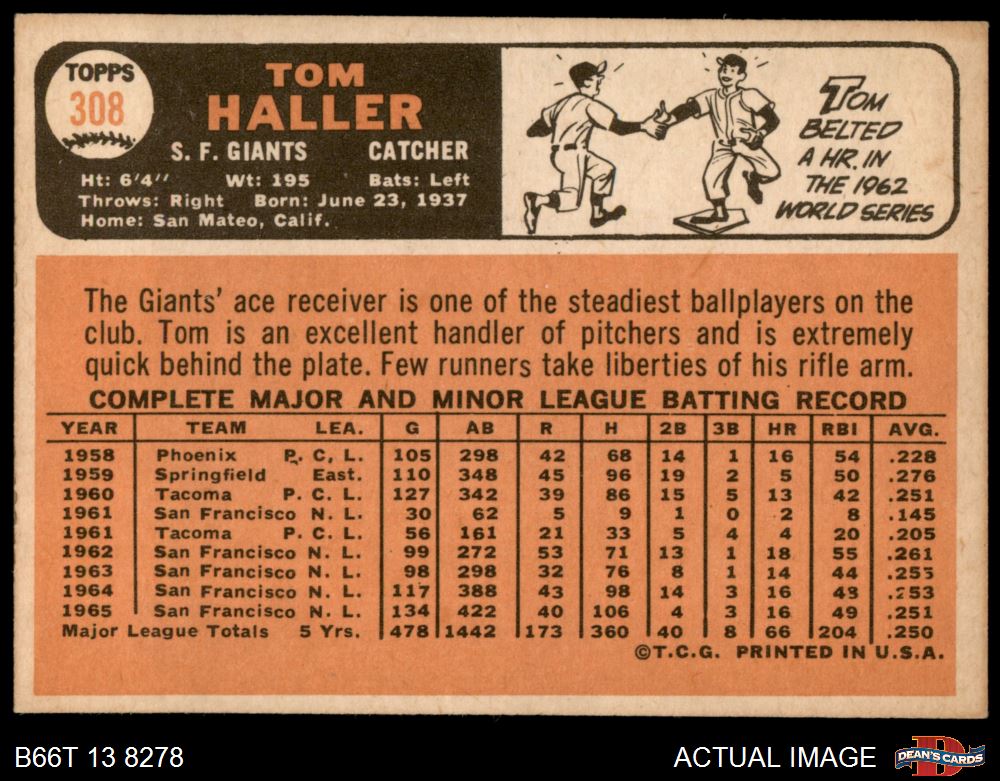 TOPPS
308
TOM
HALLER
S. F. GIANTS CATCHER
Ht: 6'4" Wt: 195 Bats: Left
Throws: Right Born: June 23, 1937
Home: San Mateo, Calif.
TOM
BELTED
A HR. IN
THE 1962
WORLD SERIES
The Giants' ace receiver is one of the steadiest ballplayers on the
club. Tom is an excellent handler of pitchers and is extremely
quick behind the plate. Few runners take liberties of his rifle arm.
COMPLETE MAJOR AND MINOR LEAGUE BATTING RECORD
YEAR TEAM LEA. G AB R H 2B 3B HR RBI AVG.
1958 Phoenix P. C, L. 105 298 42 68 14 1 16 54 .228
1959 Springfield East. 110 348 45 96 19 2 5 50 .276
1960 Tacoma P. C. L. 127 342 39 86 15 5 13 42 .251
1961 San Francisco N. L. 30 62 5 9 1 0 2 8 .145
1961 Tacoma P. C. L. 56 161 21 33 5 4 4 20 .205
1962 San Francisco N. L. 99 272 53 71 13 1 18 55 .261
1963 San Francisco N. L. 98 298 32 76 8 1 14 44 .255
1964 San Francisco N. L. 117 388 43 98 14 3 16 48 .253
1965 San Francisco N. L. 134 422 40 106 4 3 16 49 .251
Major League Totals 5 Yrs. 478 1442 173 360 40 8 66 204 .250
©T.C.G. PRINTED IN U.S.A.
B66T 13 8278 ACTUAL IMAGE
DEAN'S CARDS